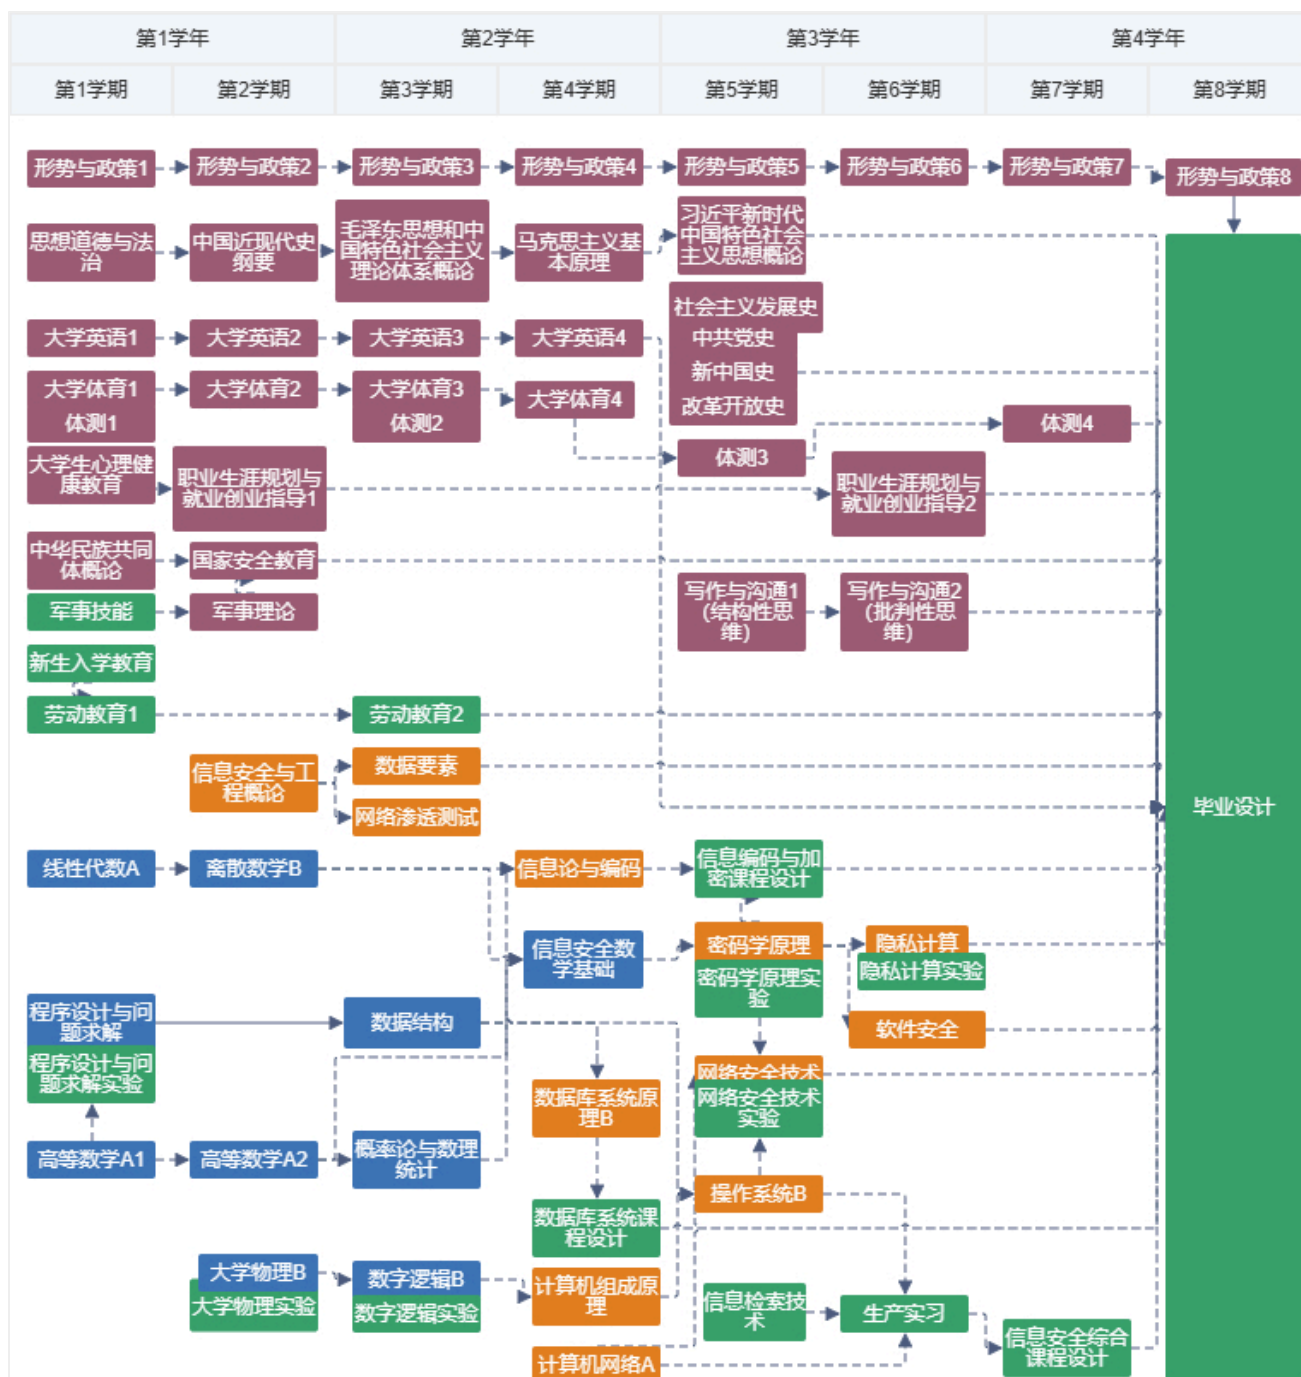 第1学年
第2学年
第3学年
第4学年
第1学期
第2学期
第3学期
第4学期
第5学期
第6学期
第7学期
第8学期
形势与政策1
形势与政策2
形势与政策3
形势与政策4
形势与政策5
形势与政策6
形势与政策7
形势与政策8
思想道德与法
治
中国近现代史
纲要
毛泽东思想和中
国特色社会主义
理论体系概论
马克思主义基
本原理
习近平新时代
中国特色社会
主义思想概论
社会主义发展史
中共党史
新中国史
改革开放史
大学英语1
大学英语2
大学英语3
大学英语4
大学体育1
体测1
大学体育2
大学体育3
体测2
大学体育4
体测3
体测4
大学生心理健
康教育
职业生涯规划与
就业创业指导1
职业生涯规划与
就业创业指导2
中华民族共同
体概论
国家安全教育
军事技能
军事理论
写作与沟通1
（结构性思
维）
写作与沟通2
（批判性思
维）
新生入学教育
劳动教育1
劳动教育2
信息安全与工
程概论
数据要素
网络渗透测试
毕业设计
线性代数A
离散数学B
信息论与编码
信息编码与加
密课程设计
信息安全数
学基础
密码学原理
密码学原理实
验
隐私计算
隐私计算实验
程序设计与问
题求解
程序设计与问
题求解实验
数据结构
软件安全
数据库系统原
理B
网络安全技术
网络安全技术
实验
高等数学A1
高等数学A2
概率论与数理
统计
操作系统B
数据库系统课
程设计
大学物理B
大学物理实验
数字逻辑B
数字逻辑实验
计算机组成原
理
信息检索技
术
生产实习
信息安全综合
课程设计
计算机网络A